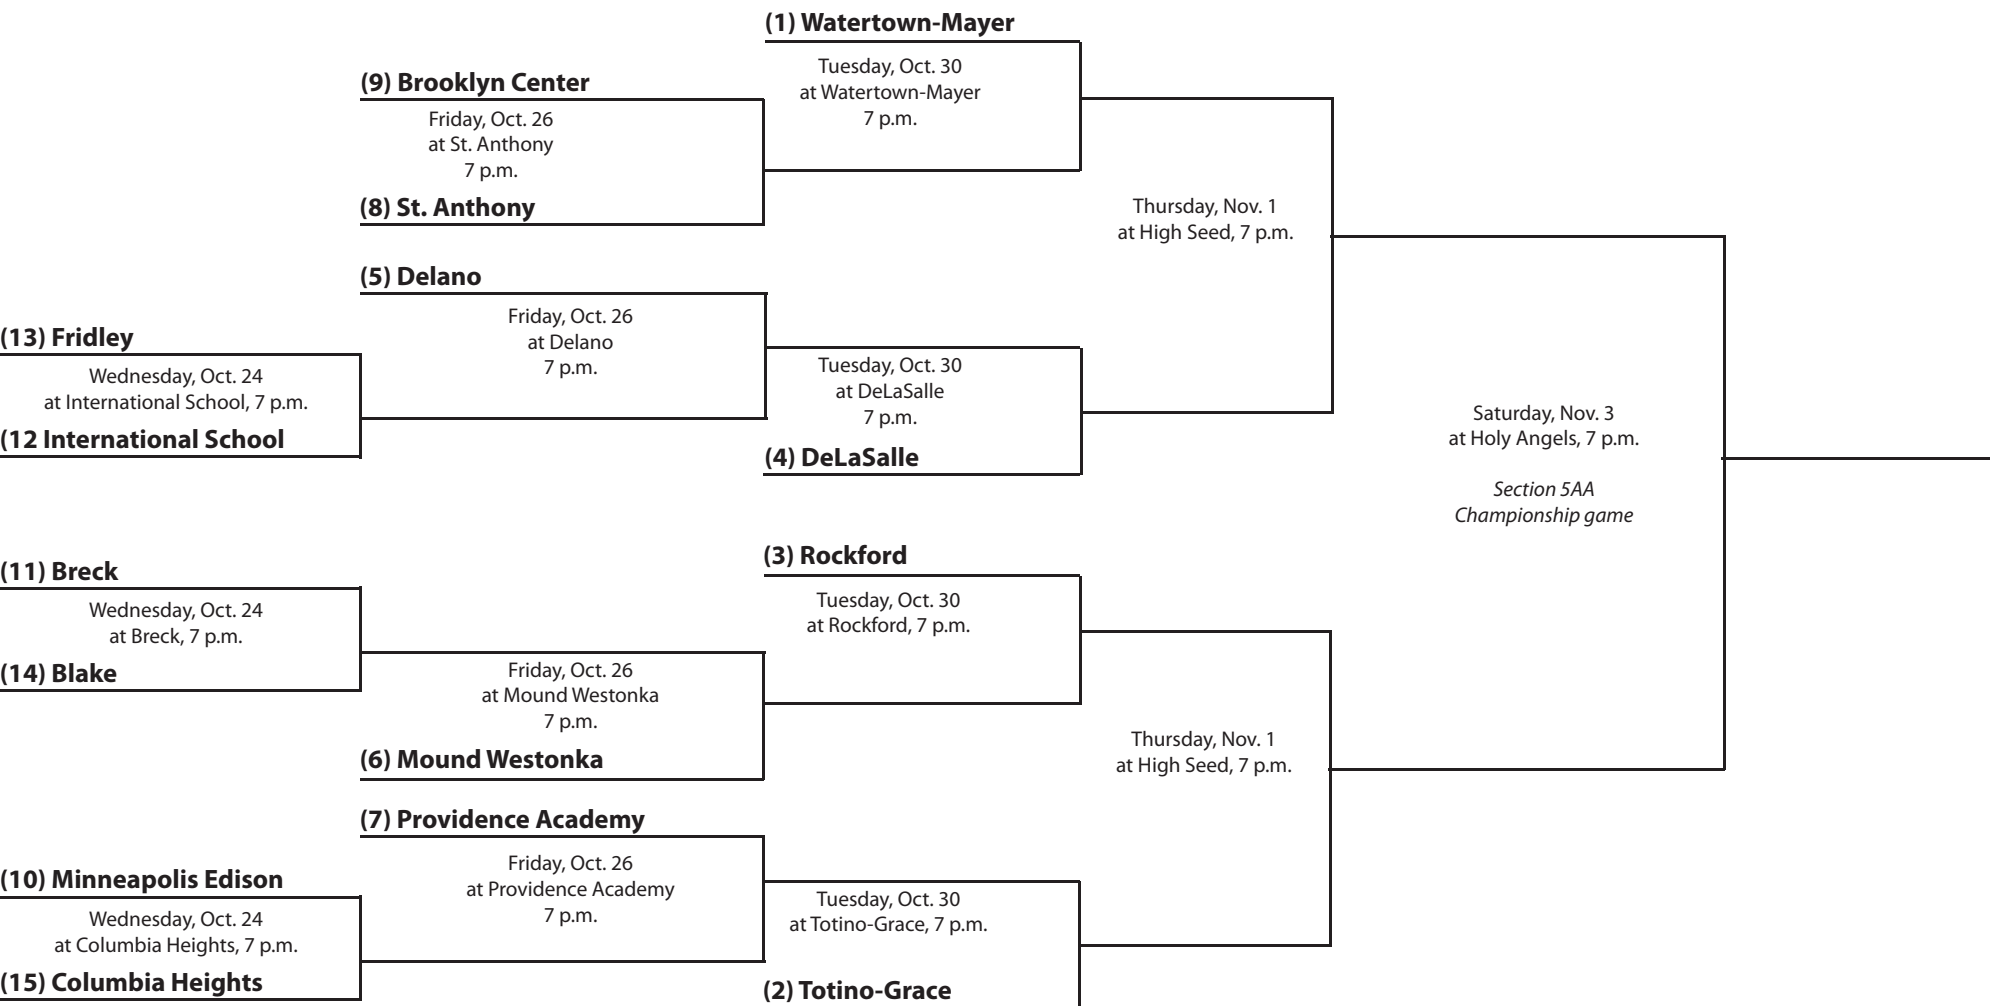 (1) Watertown-Mayer
Tuesday, Oct. 30
at Watertown-Mayer
7 p.m.
(9) Brooklyn Center
Friday, Oct. 26
at St. Anthony
7 p.m.
(8) St. Anthony
Thursday, Nov. 1
at High Seed, 7 p.m.
(5) Delano
Friday, Oct. 26
at Delano
7 p.m.
(13) Fridley
Wednesday, Oct. 24
at International School, 7 p.m.
(12 International School
Tuesday, Oct. 30
at DeLaSalle
7 p.m.
(4) DeLaSalle
Saturday, Nov. 3
at Holy Angels, 7 p.m.
Section 5AA
Championship game
(3) Rockford
Tuesday, Oct. 30
at Rockford, 7 p.m.
(11) Breck
Wednesday, Oct. 24
at Breck, 7 p.m.
(14) Blake
Friday, Oct. 26
at Mound Westonka
7 p.m.
(6) Mound Westonka
Thursday, Nov. 1
at High Seed, 7 p.m.
(7) Providence Academy
Friday, Oct. 26
at Providence Academy
7 p.m.
(10) Minneapolis Edison
Wednesday, Oct. 24
at Columbia Heights, 7 p.m.
(15) Columbia Heights
Tuesday, Oct. 30
at Totino-Grace, 7 p.m.
(2) Totino-Grace